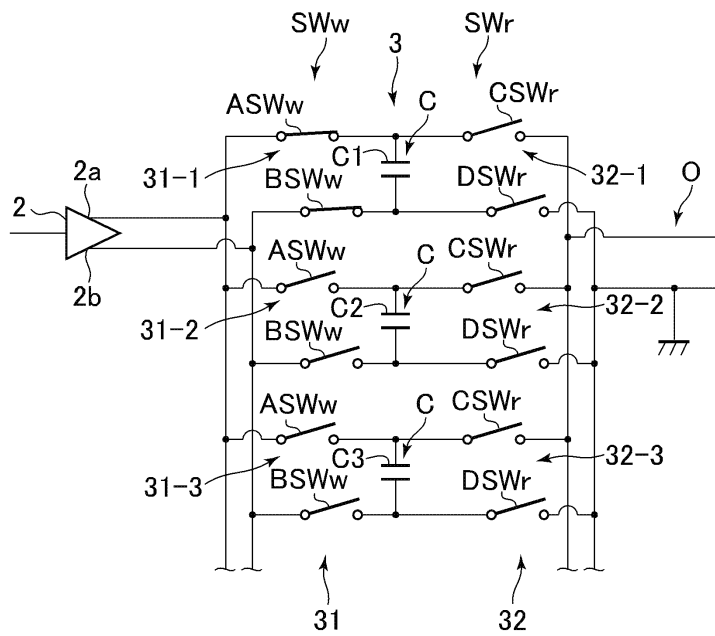 SWw SWr
3
ASWw C CSWr
C1
2a 31-1 32-1 O
2 BSWw DSWr
ASWw C CSWr
2b
31-2 C2 32-2
BSWw DSWr
ASWw C CSWr
C3
31-3 BSWw DSWr 32-3
31 32